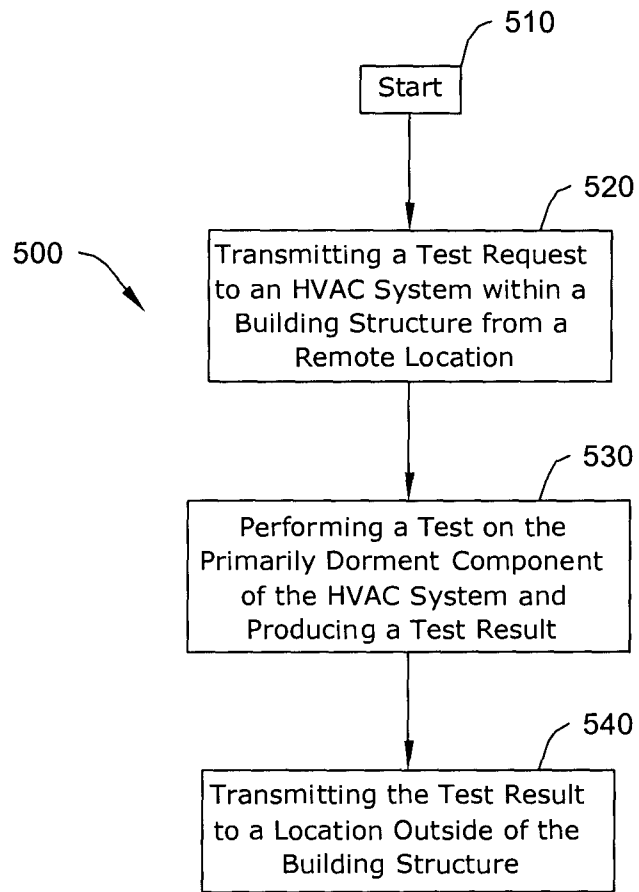 510
Start
520
500
Transmitting a Test Request
to an HVAC System within a
Building Structure from a
Remote Location
530
Performing a Test on the
Primarily Dorment Component
of the HVAC System and
Producing a Test Result
540
Transmitting the Test Result
to a Location Outside of the
Building Structure